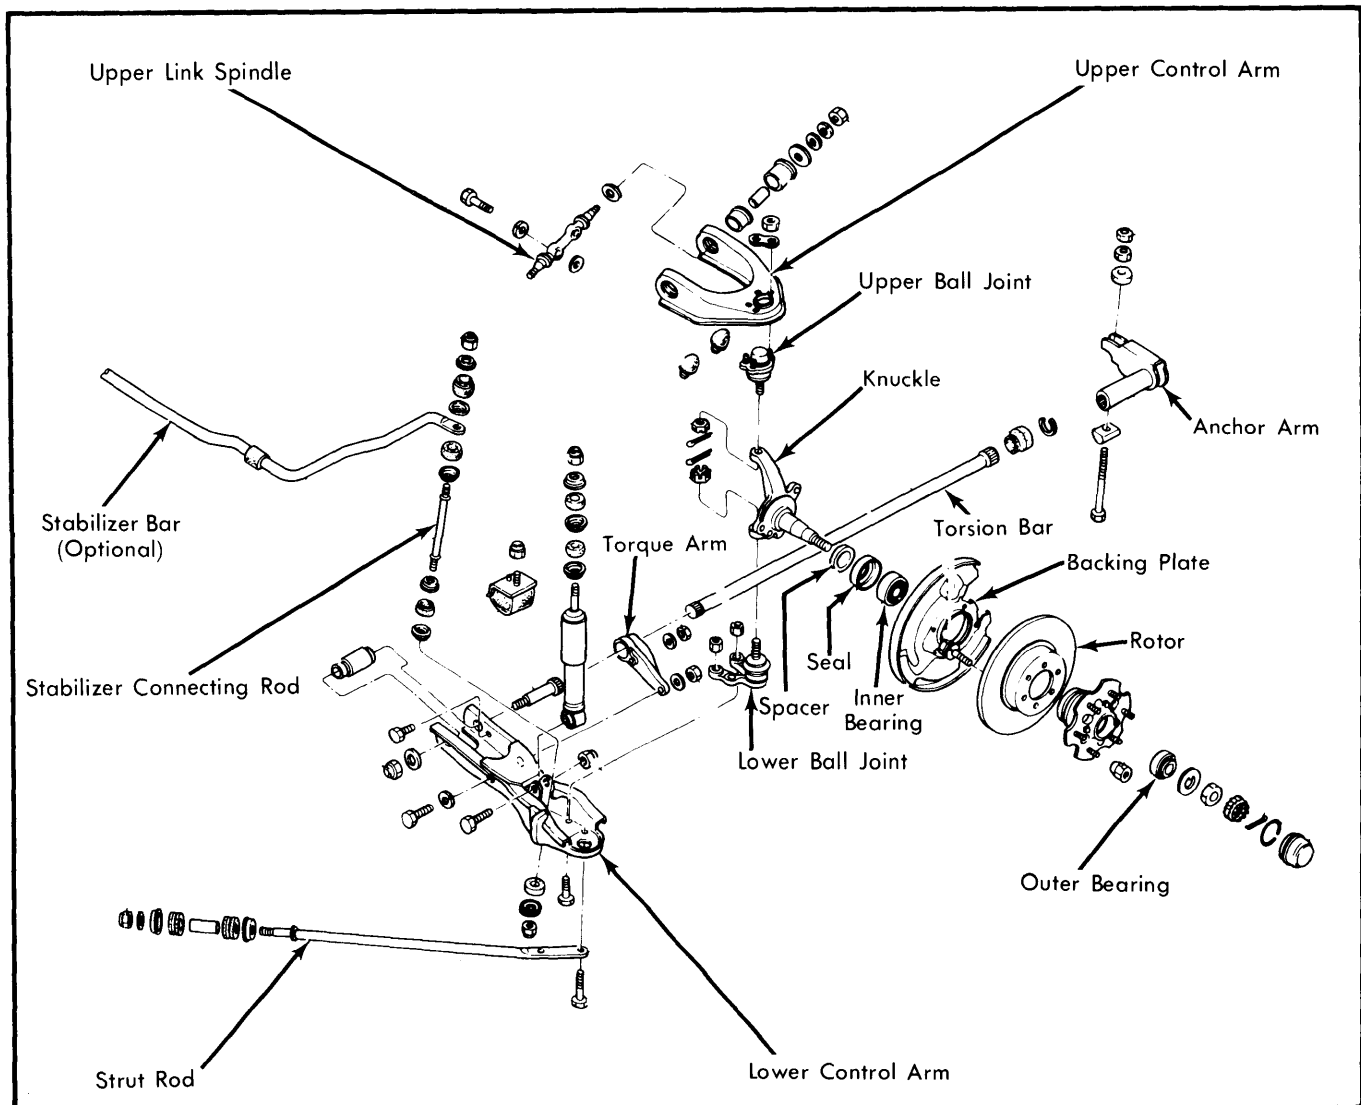 Upper Link Spindle
Upper Control Arm
Upper Ball Joint
Knuckle
Anchor Arm
Stabilizer Bar
(Optional)
Torsion Bar
Torque Arm
Backing Plate
Rotor
Seal
Stabilizer Connecting Rod
Spacer
Inner
Bearing
Lower Ball Joint
Outer Bearing
Strut Rod
Lower Control Arm